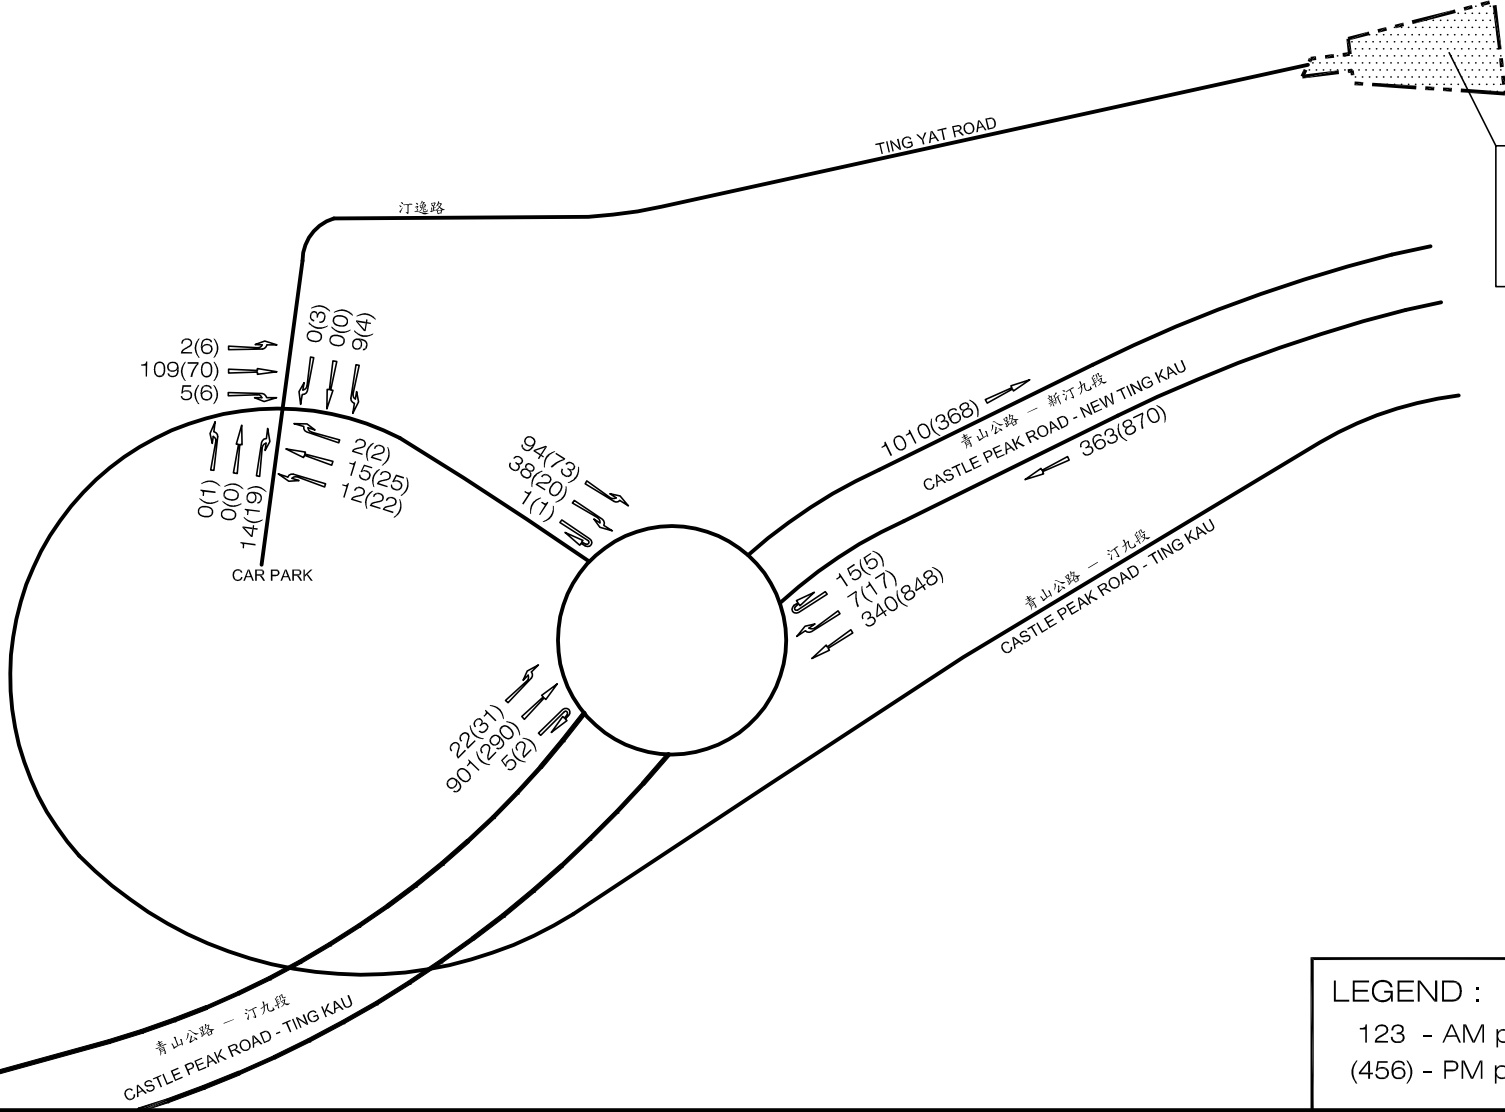 TING YAT ROAD
汀逸路
0(3)
0(0)
9(4)
2(6)
109(70)
5(6)
2(2)
15(25)
12(22)
0(1)
0(0)
14(19)
CAR PARK
94(73)
38(20)
1(1)
1010(368)
青山公路 － 新汀九段
CASTLE PEAK ROAD - NEW TING KAU
363(870)
15(5)
7(17)
340(848)
青山公路 － 汀九段
CASTLE PEAK ROAD - TING KAU
22(31)
901(290)
5(2)
青山公路 － 汀九段
CASTLE PEAK ROAD - TING KAU
LEGEND :
123 - AM p
(456) - PM p